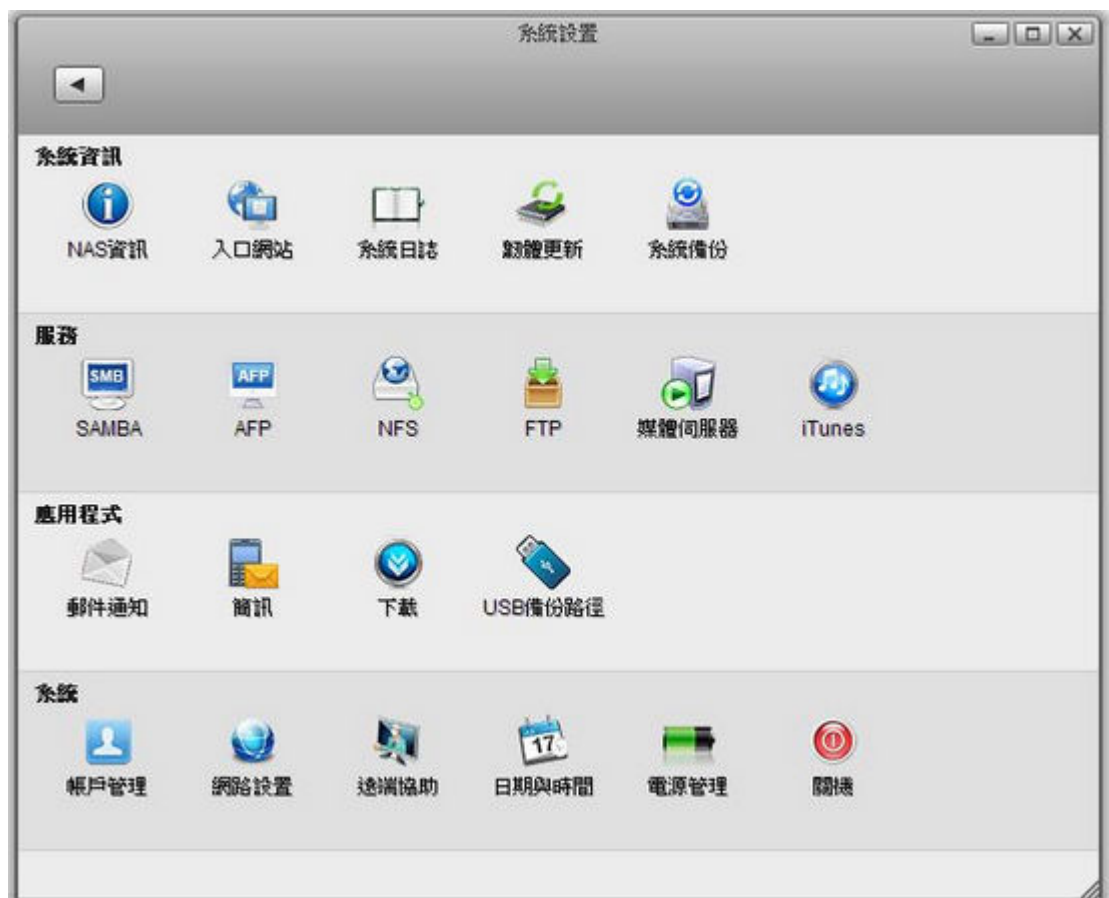 系統設置
系統資訊
NAS資訊 入口網站 系統日誌 韌體更新 系統備份
服務
SMB AFP
SAMBA AFP NFS FTP 媒體伺服器 iTunes
應用程式
郵件通知 簡訊 下載 USB備份路徑
系統
17
帳戶管理 網路設置 遠端協助 日期與時間 電源管理 關機